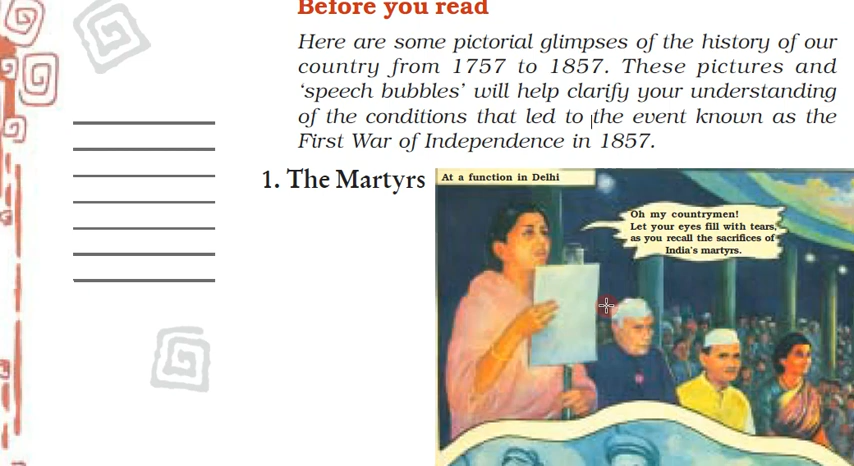 Before you read
Here are some pictorial glimpses of the history of our
country from 1757 to 1857. These pictures and
‘speech bubbles’ will help clarify your understanding
of the conditions that led to the event known as the
First War of Independence in 1857.
1. The Martyrs
At a function in Delhi
Oh my countrymen!
Let your eyes fill with tears,
as you recall the sacrifices of
India's martyrs.